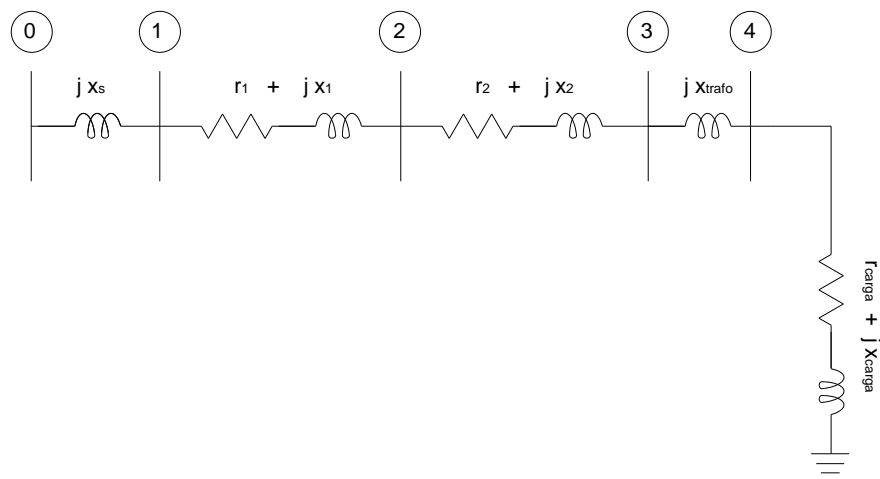 0 1 2 3 4
j xs r1 + j x1 r2 + j x2 j xtrafo
rcarga + j xcarga